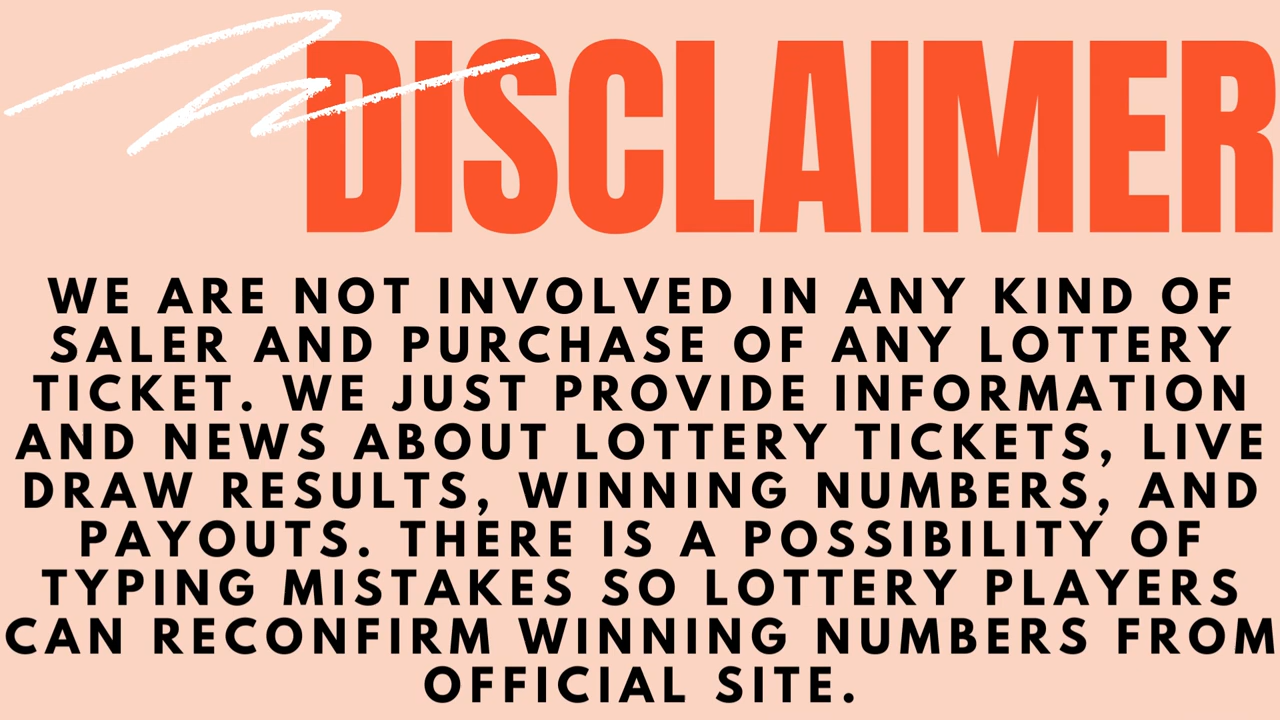 DISCLAIMER
WE ARE NOT INVOLVED IN ANY KIND OF
SALER AND PURCHASE OF ANY LOTTERY
TICKET. WE JUST PROVIDE INFORMATION
AND NEWS ABOUT LOTTERY TICKETS, LIVE
DRAW RESULTS, WINNING NUMBERS, AND
PAYOUTS. THERE IS A POSSIBILITY OF
TYPING MISTAKES SO LOTTERY PLAYERS
CAN RECONFIRM WINNING NUMBERS FROM
OFFICIAL SITE.